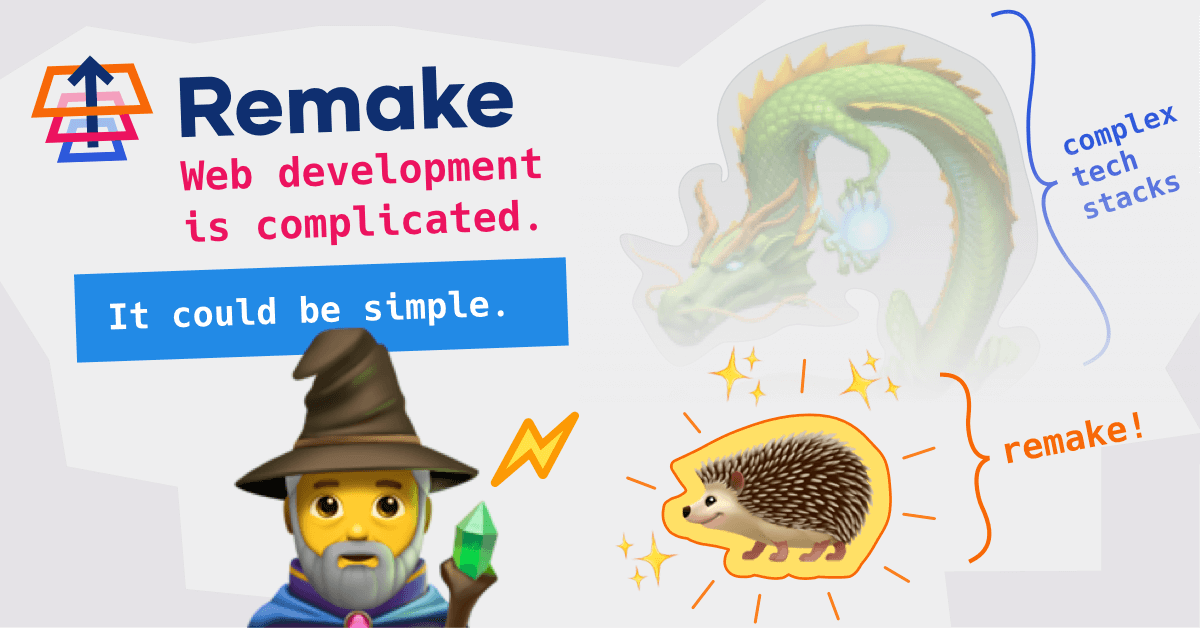 Remake
Web development
is complicated.
It could be simple.
complex
tech
stacks
remake!